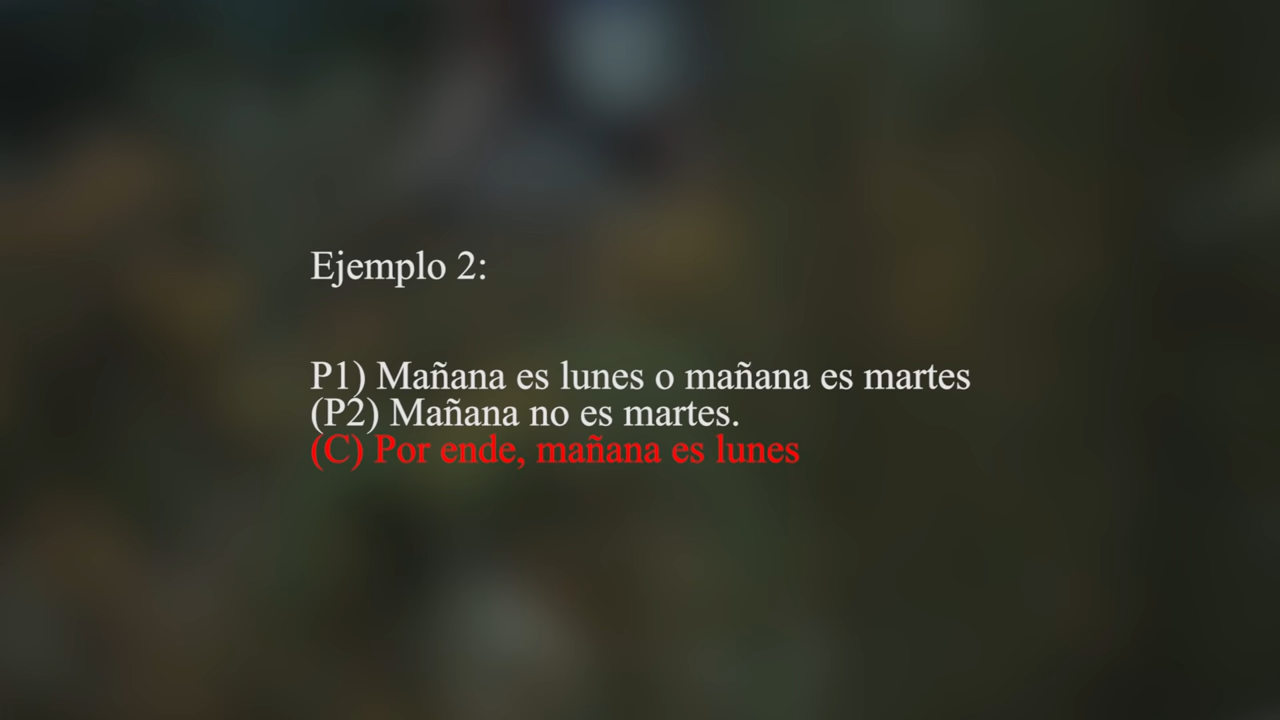 Ejemplo 2:
P1) Mañana es lunes o mañana es martes
(P2) Mañana no es martes.
(C) Por ende, mañana es lunes